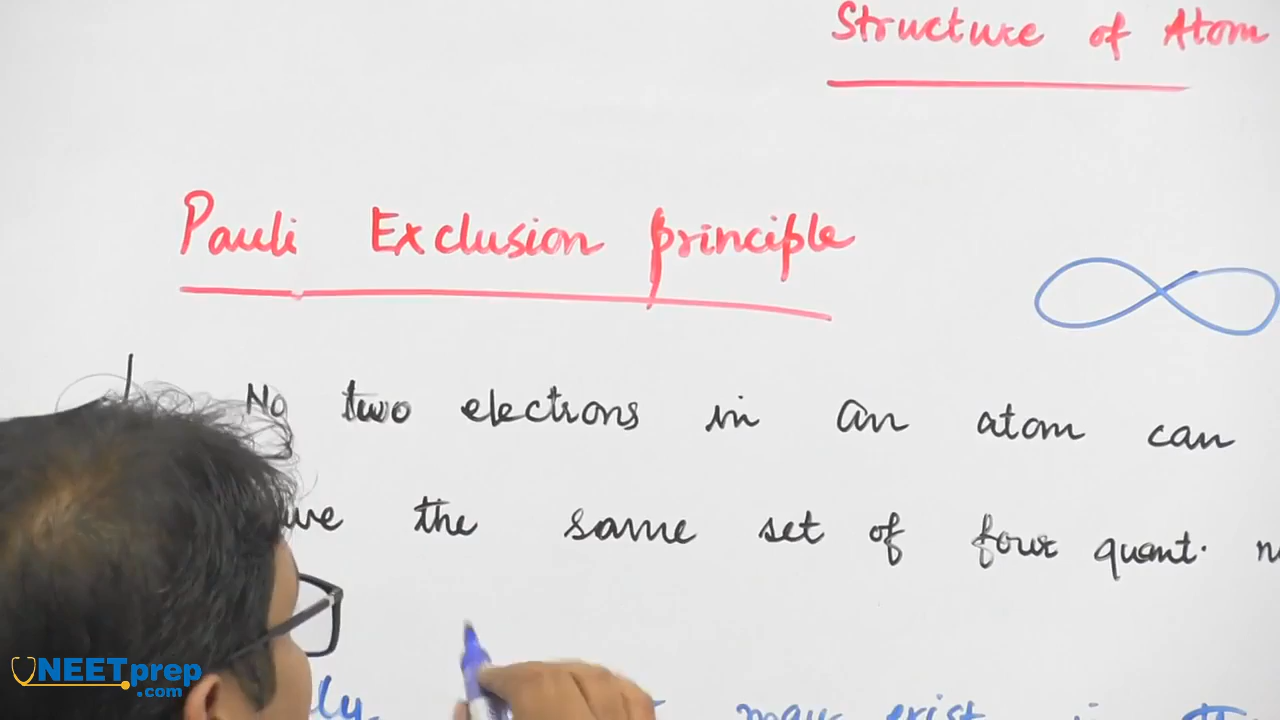 Structure of Atom
Pauli Exclusion principle
No two electrons in an atom can
the same set of four quant.
may exist in
NEETprep
.com